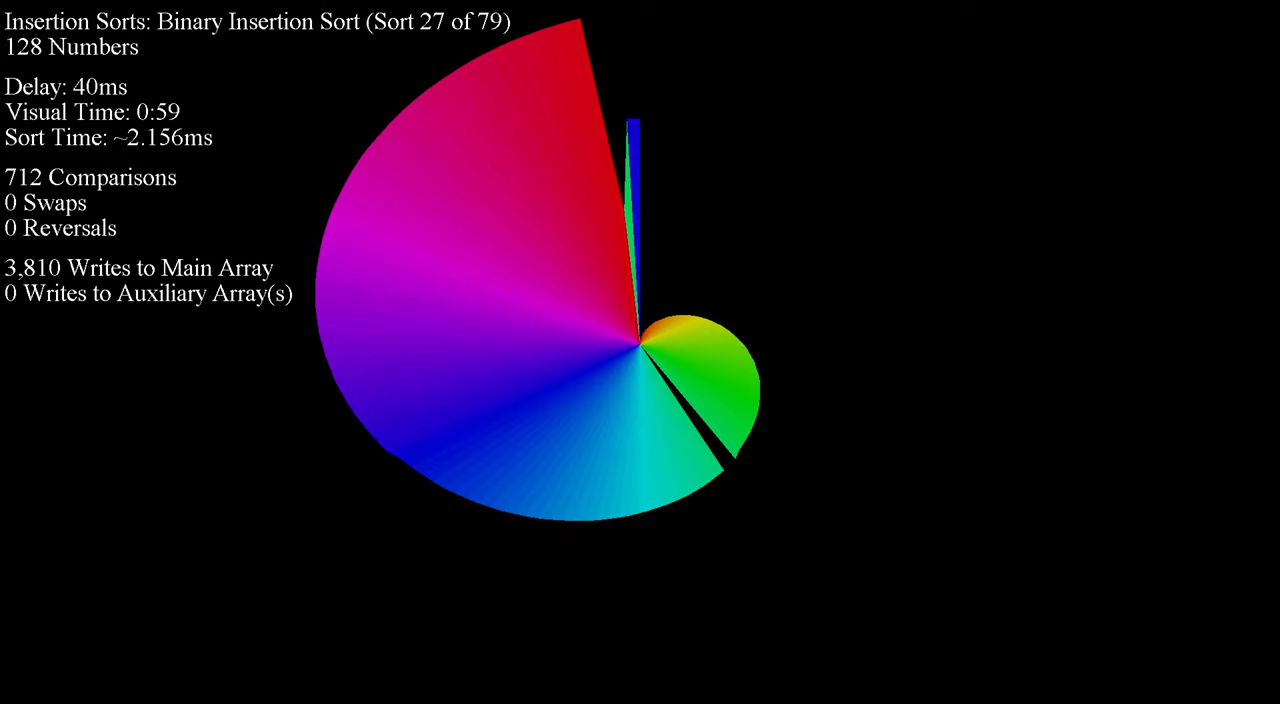 Insertion Sorts: Binary Insertion Sort (Sort 27 of 79)
128 Numbers
Delay: 40ms
Visual Time: 0:59
Sort Time: ~2.156ms
712 Comparisons
0 Swaps
0 Reversals
3,810 Writes to Main Array
0 Writes to Auxiliary Array(s)